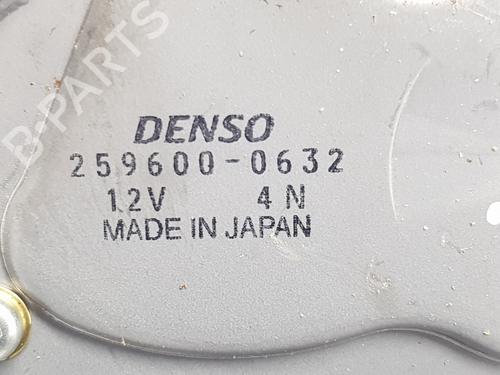 B-PARTS
DENSO
259600-0632
12V 4N
MADE IN JAPAN